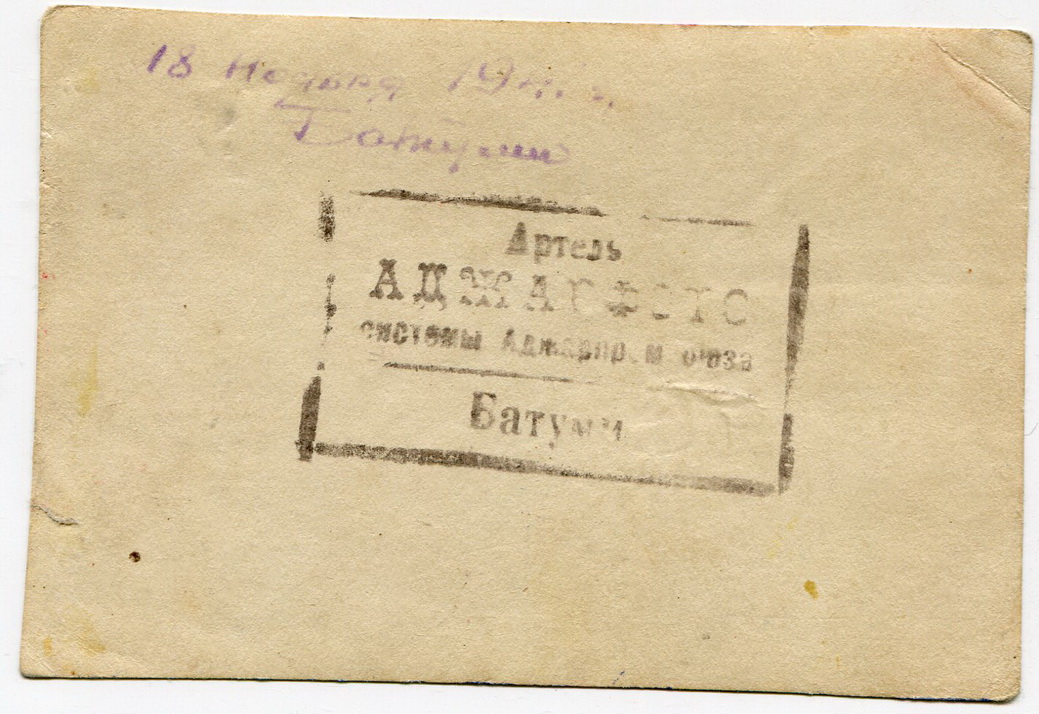 18 Ноября
Батуми
Артель
АДЖАРФОТО
системы Аджарпромсоюза
Батуми